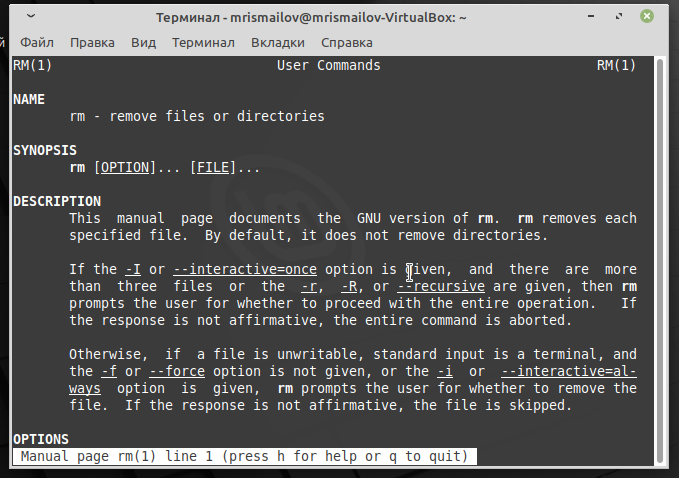 Терминал - mrismailov@mrismailov-VirtualBox: ~
Файл Правка Вид Терминал Вкладки Справка
й
RM(1) User Commands RM(1)
NAME
rm - remove files or directories
SYNOPSIS
rm [OPTION]... [FILE]...
DESCRIPTION
This manual page documents the GNU version of rm. rm removes each
specified file. By default, it does not remove directories.
If the -I or --interactive=once option is given, and there are more
than three files or the -r, -R, or --recursive are given, then rm
prompts the user for whether to proceed with the entire operation. If
the response is not affirmative, the entire command is aborted.
Otherwise, if a file is unwritable, standard input is a terminal, and
the -f or --force option is not given, or the -i or --interactive=al-
ways option is given, rm prompts the user for whether to remove the
file. If the response is not affirmative, the file is skipped.
OPTIONS
Manual page rm(1) line 1 (press h for help or q to quit)